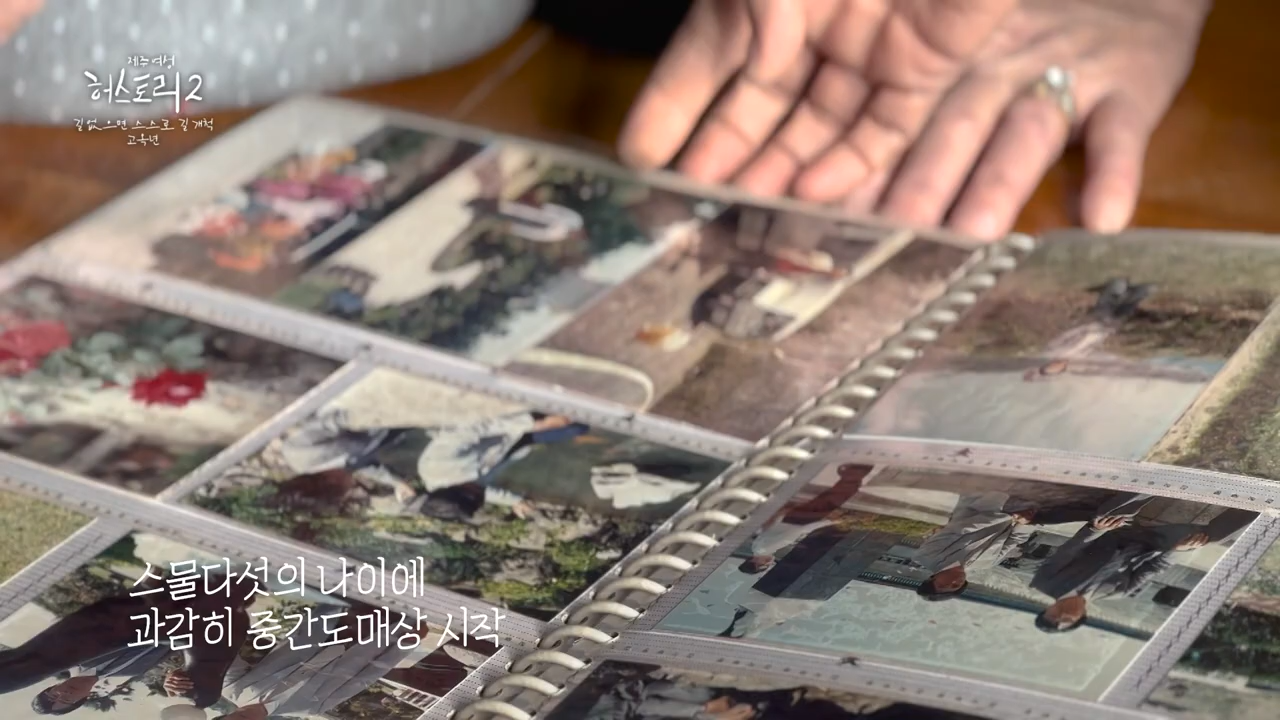 제주 여성
허스토리 2
길 없으면 스스로 길 개척
고옥년
스물다섯의 나이에
과감히 중간도매상 시작